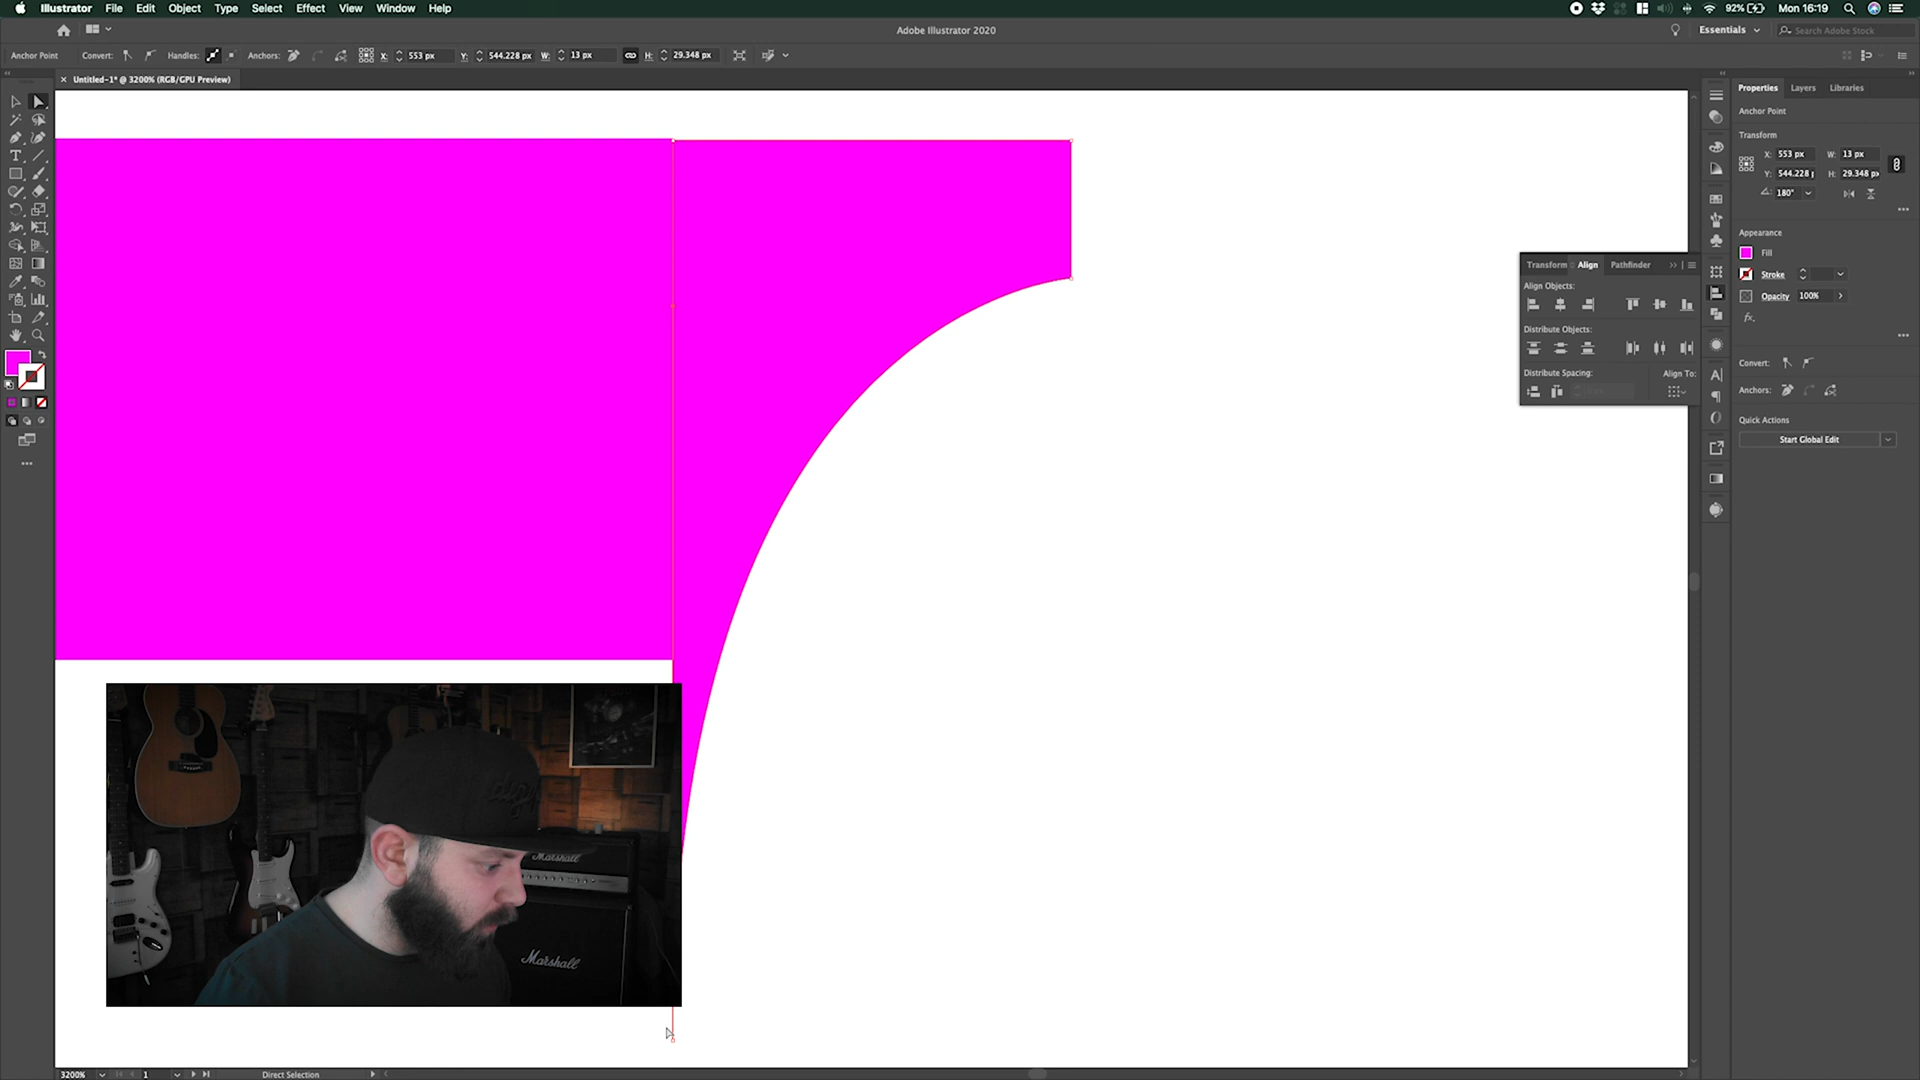 Illustrator File Edit Object Type Select Effect View Window Help
92% Mon 16:19
Adobe Illustrator 2020
Essentials
Search Adobe Stock
Anchor Point Convert: Handles: Anchors: X: 553 px Y: 544.228 px W: 13 px H: 29.348 px
× Untitled-1* @ 3200% (RGB/GPU Preview)
Properties Layers Libraries
Anchor Point
Transform
X: 553 px W: 13 px
Y: 544.228 H: 29.348 px
180°
Appearance
Fill
Stroke
Opacity 100%
fx.
Convert:
Anchors:
Quick Actions
Start Global Edit
Transform Align Pathfinder
Align Objects:
Distribute Objects:
Distribute Spacing: Align To:
Marshall
Marshall
3200% 1 Direct Selection